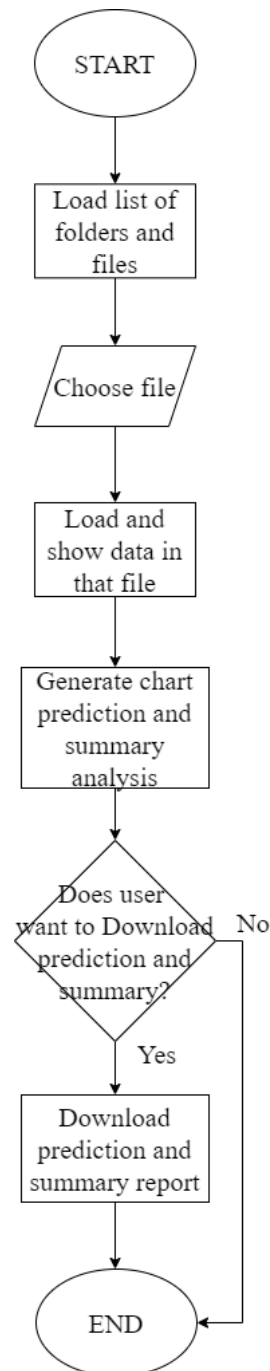 START
Load list of
folders and
files
Choose file
Load and
show data in
that file
Generate chart
prediction and
summary
analysis
Does user
want to Download
prediction and
summary?
No
Yes
Download
prediction and
summary report
END